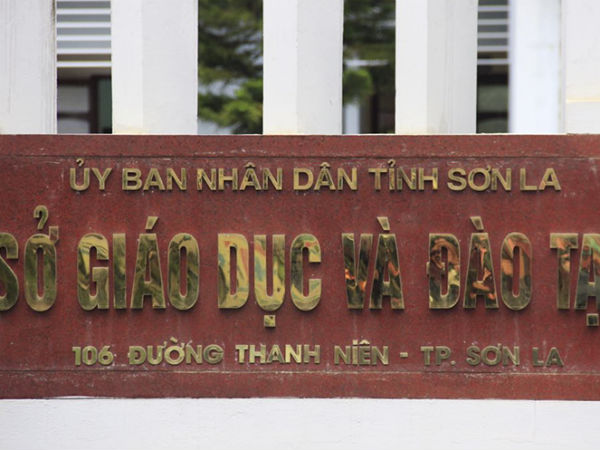 ỦY BAN NHÂN DÂN TỈNH SƠN LA
SỞ GIÁO DỤC VÀ ĐÀO TẠ
106 ĐƯỜNG THANH NIÊN - TP. SƠN LA